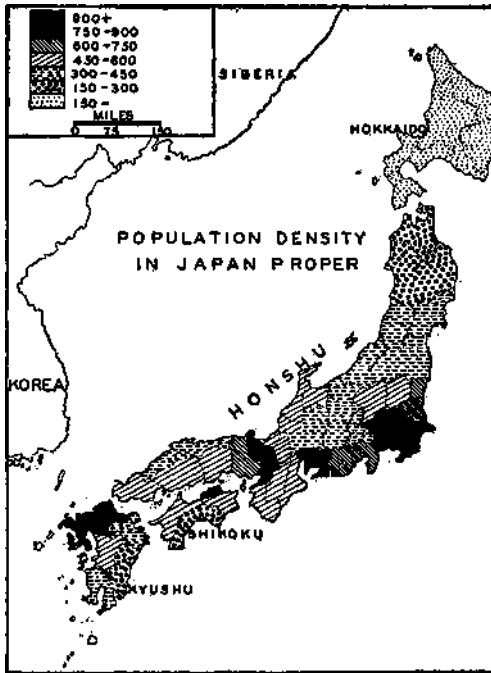 900+
750-900
600-750
450-600
300-450
150-300
150-
MILES
0 75 150
SIBERIA
HOKKAIDO
POPULATION DENSITY
IN JAPAN PROPER
HONSHU
KOREA
SHIKOKU
KYUSHU